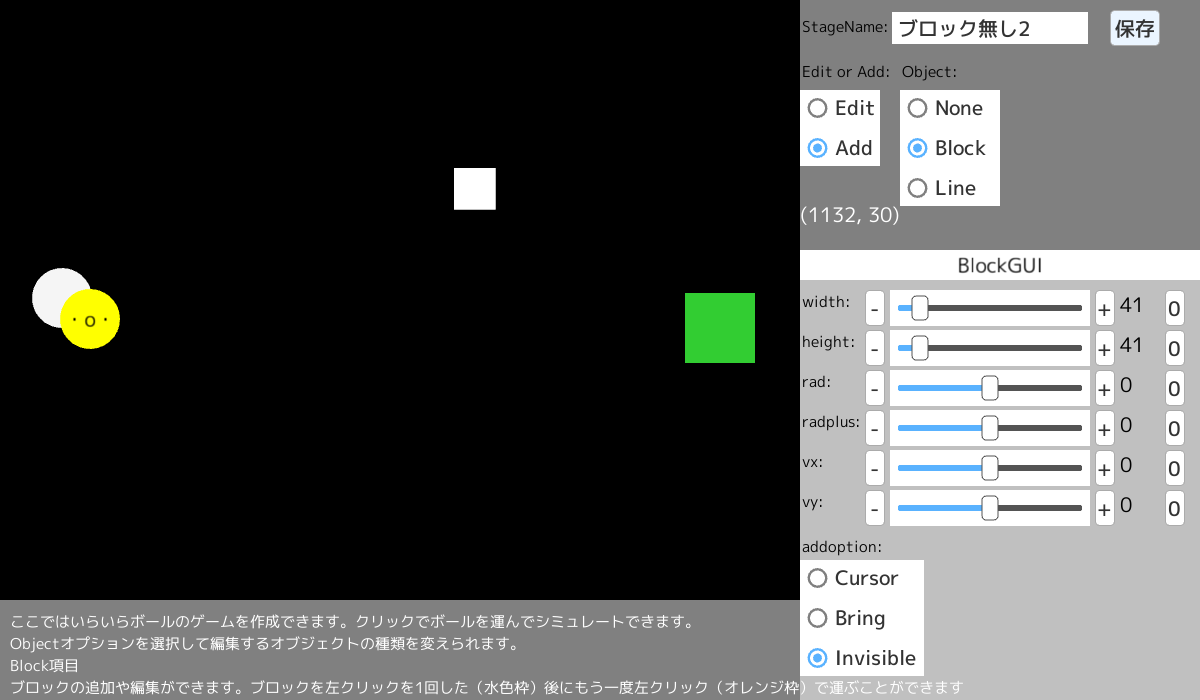 StageName: ブロック無し2 保存
Edit or Add: Object:
Edit None
Add Block
Line
(1132, 30)
BlockGUI
width: - + 41 0
height: - + 41 0
rad: - + 0 0
radplus: - + 0 0
vx: - + 0 0
vy: - + 0 0
addoption:
Cursor
Bring
Invisible
・o・
ここではいらいらボールのゲームを作成できます。クリックでボールを運んでシミュレートできます。
Objectオプションを選択して編集するオブジェクトの種類を変えられます。
Block項目
ブロックの追加や編集ができます。ブロックを左クリックを1回した（水色枠）後にもう一度左クリック（オレンジ枠）で運ぶことができます